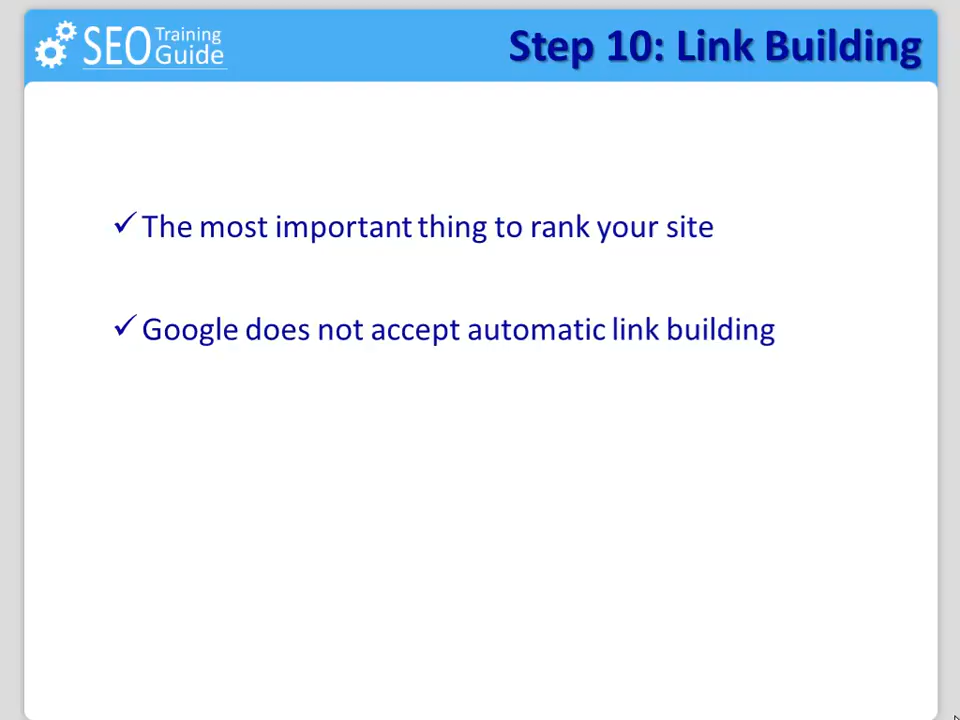 SEO Training Guide
Step 10: Link Building
✓ The most important thing to rank your site
✓ Google does not accept automatic link building